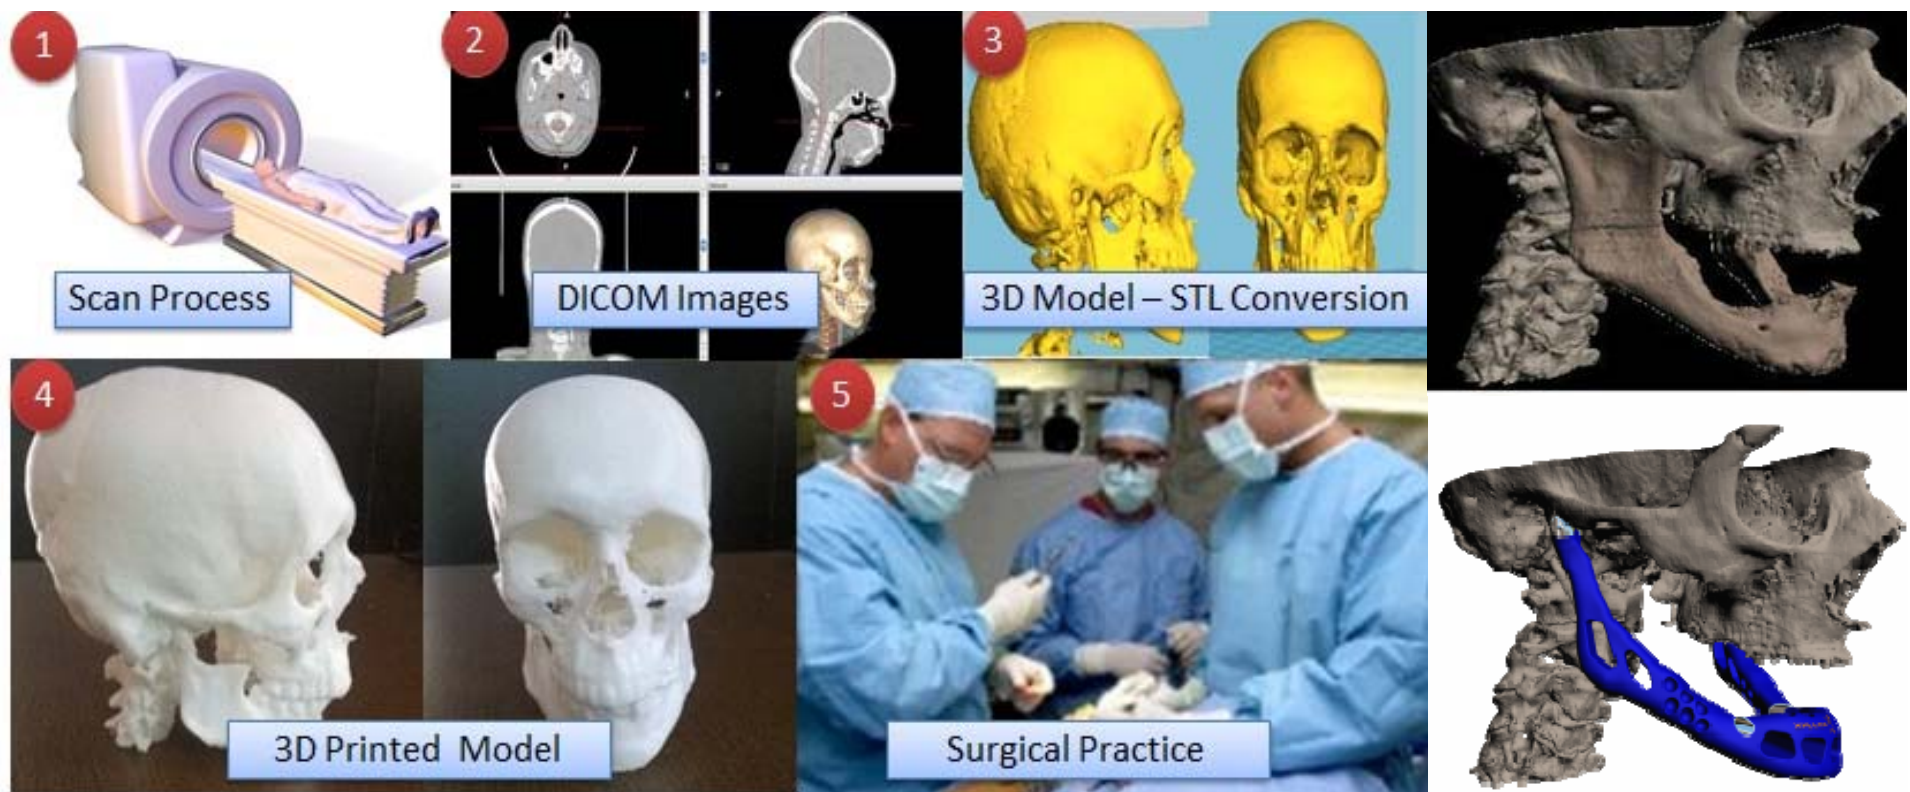 1
Scan Process
2
DICOM Images
3
3D Model – STL Conversion
4
3D Printed Model
5
Surgical Practice